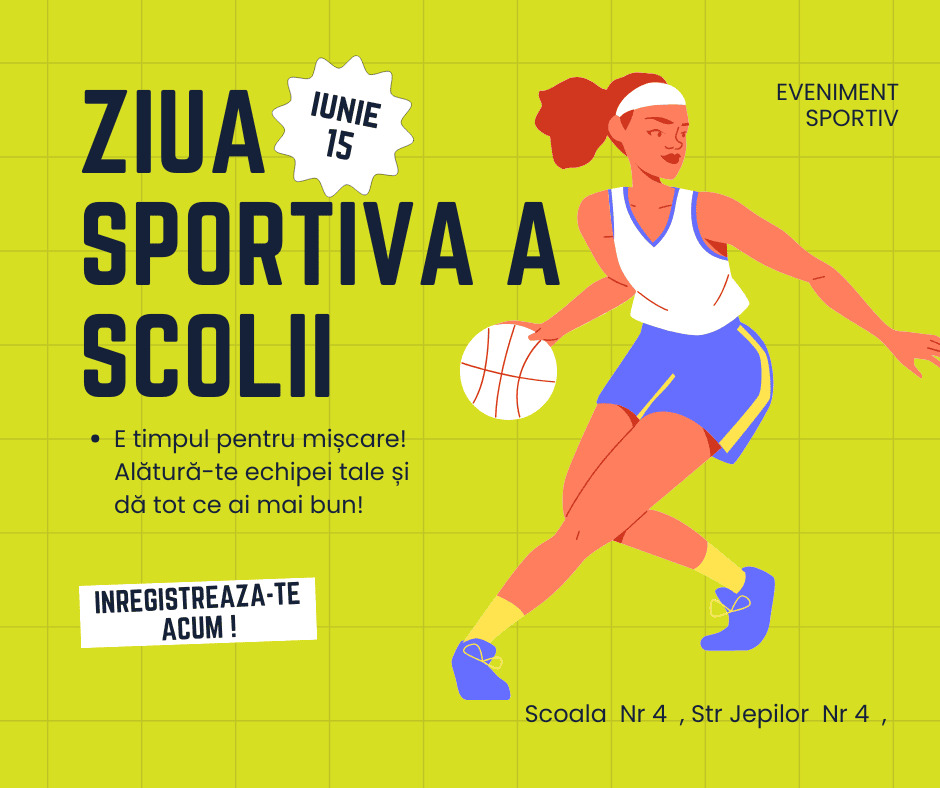 ZIUA
IUNIE
15
SPORTIVA A
SCOLII
EVENIMENT
SPORTIV
• E timpul pentru mișcare!
Alătură-te echipei tale și
dă tot ce ai mai bun!
INREGISTREAZA-TE
ACUM !
Scoala Nr 4 , Str Jepilor Nr 4 ,